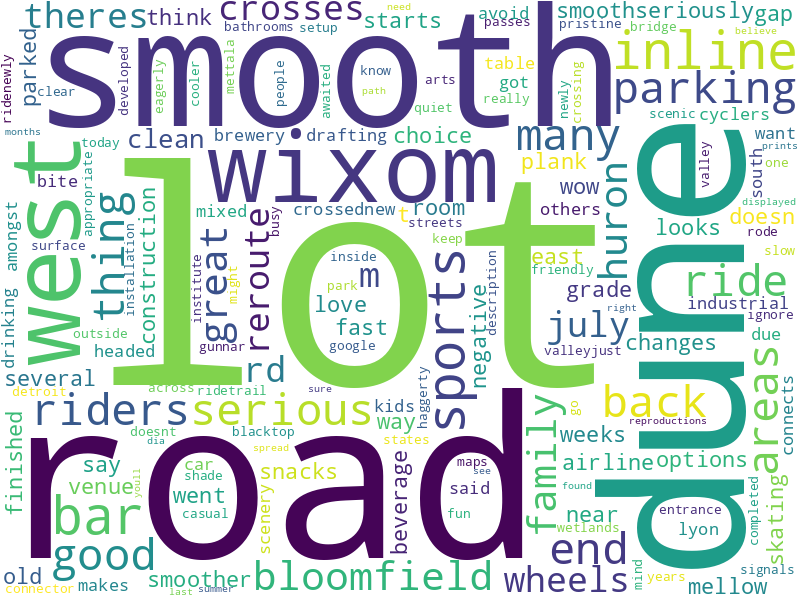 theres think crosses starts avoid passes need smoothseriously gap
bathrooms setup pristine bridge believe
ridenewly parked clear developed eagerly cooler mettala people awaited know path arts table got really quiet newly crossing inline
smooth
parking
scenic cyclers
months today clean brewery drafting choice many want prints one
west appropriate wixom plank valley south
bite thing mixed crossednew t room wow others doesn displayed
amongst surface installation construction great reroute busy streets keep east friendly huron looks rode slow
inside m sports description grade ride
drinking outside institute might park love fast google negative july industrial ignore
lot
dune
headed gunnar rd valleyjust right changes due
several across ridetrail sure haggerty areas connects
detroit riders serious kids way family go back reproductions
finished doesnt blacktop states weeks
say dia spread maps see airline options
venue car shade snacks beverage said found
bar youll went scenery near entrance completed skating
road
casual fun wetlands lyon
good end
old smoother bloomfield wheels mind years signals
connector makes last summer mellow